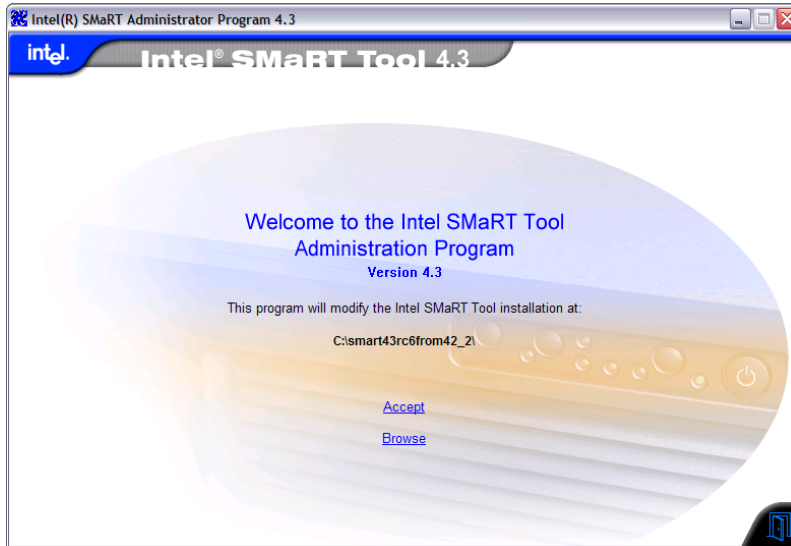 Intel(R) SMaRT Administrator Program 4.3
intel.
Intel® SMaRT Tool 4.3
Welcome to the Intel SMaRT Tool
Administration Program
Version 4.3
This program will modify the Intel SMaRT Tool installation at:
C:\smart43rc6from42_2\
Accept
Browse